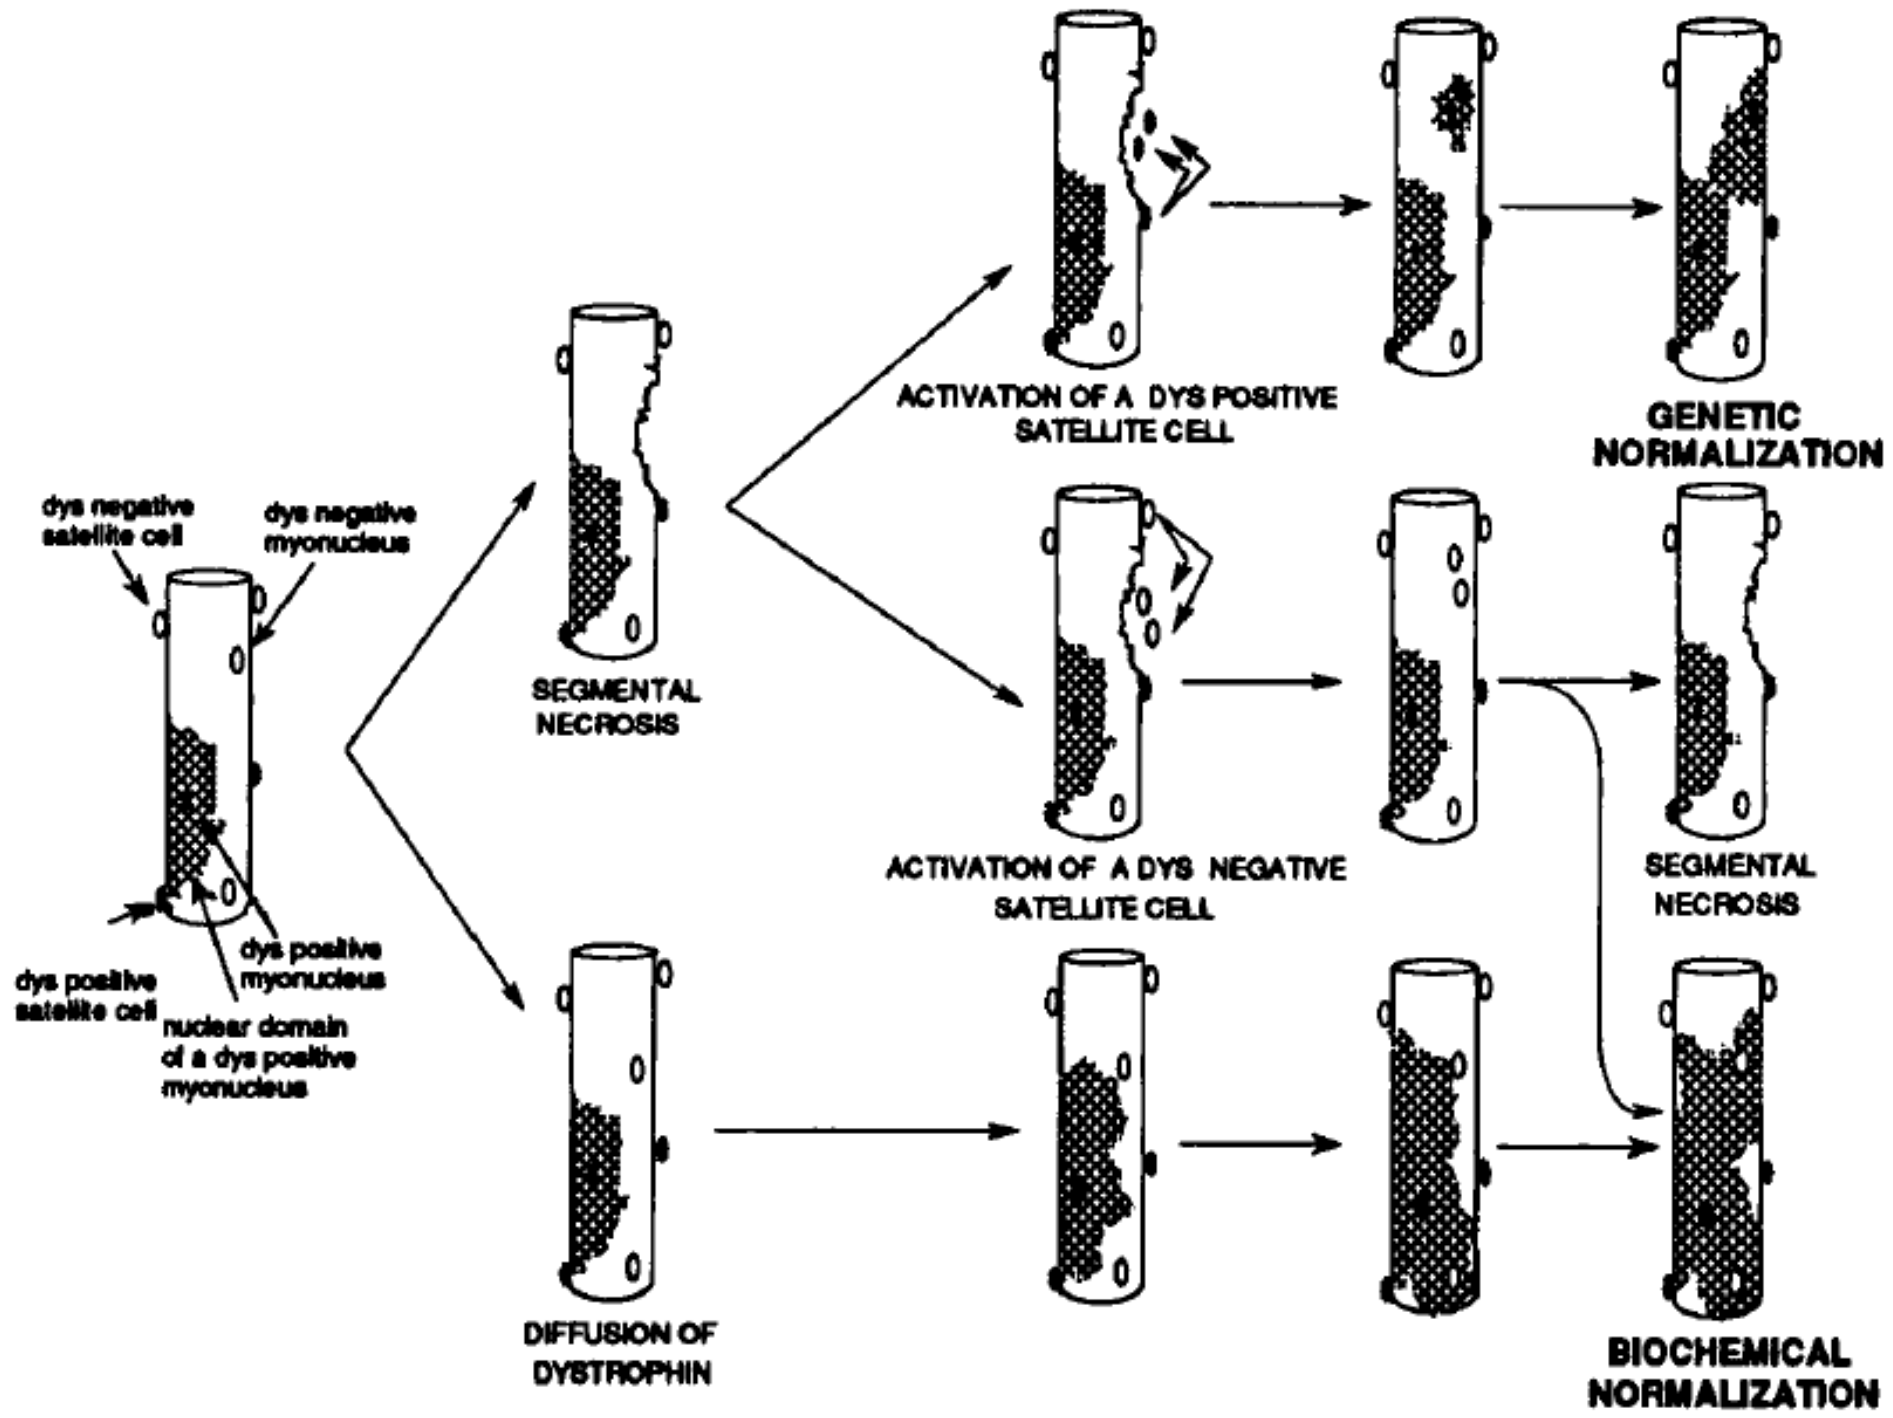 ACTIVATION OF A DYS POSITIVE
SATELLITE CELL
GENETIC
NORMALIZATION
dys negative
satellite cell
dys negative
myonucleus
SEGMENTAL
NECROSIS
ACTIVATION OF A DYS NEGATIVE
SATELLITE CELL
SEGMENTAL
NECROSIS
dys positive
myonucleus
dys positive
satellite cell
nuclear domain
of a dys positive
myonucleus
DIFFUSION OF
DYSTROPHIN
BIOCHEMICAL
NORMALIZATION